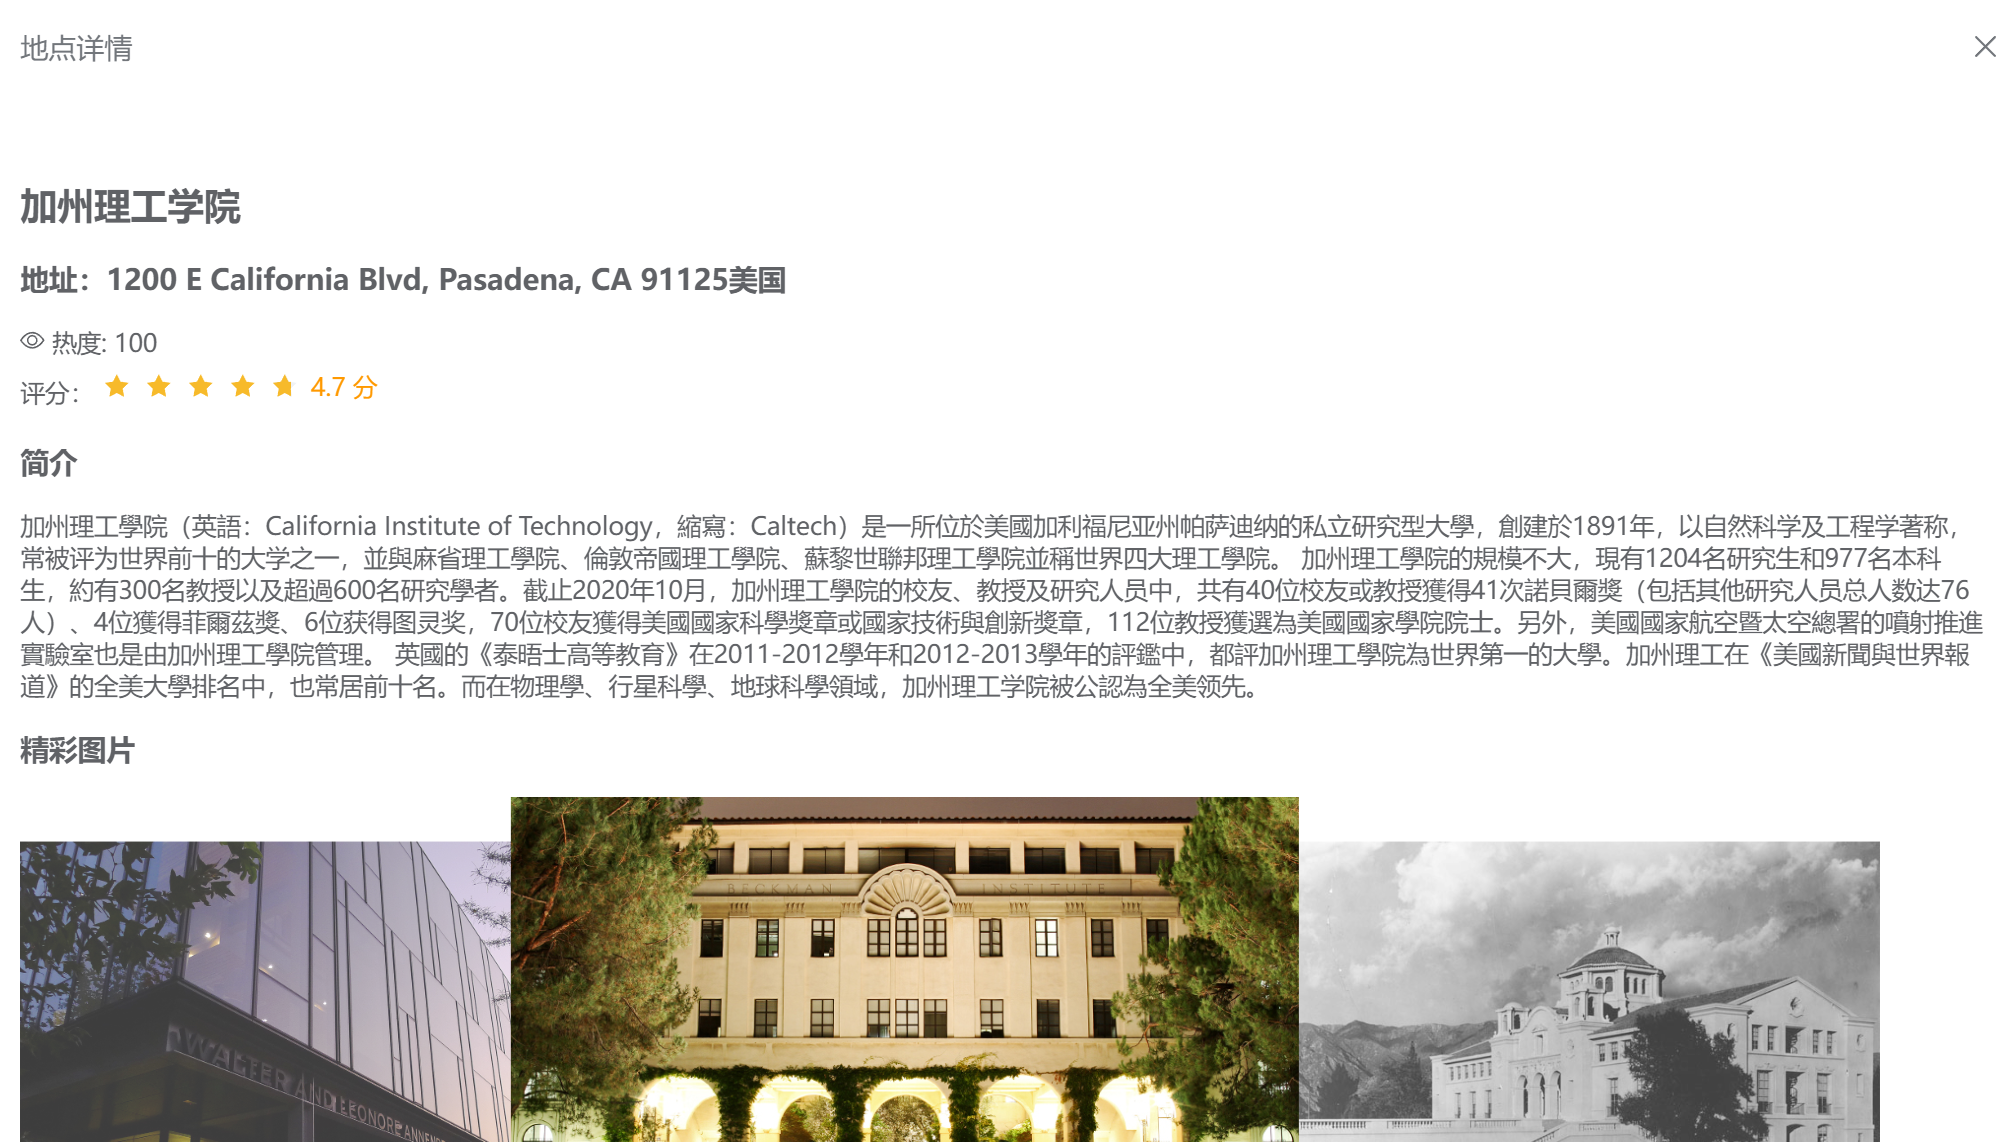 地点详情
加州理工学院
地址：1200 E California Blvd, Pasadena, CA 91125美国
热度: 100
评分： 4.7 分
简介
加州理工學院（英語：California Institute of Technology，縮寫：Caltech）是一所位於美國加利福尼亚州帕萨迪纳的私立研究型大學，創建於1891年，以自然科学及工程学著称，
常被评为世界前十的大学之一，並與麻省理工學院、倫敦帝國理工學院、蘇黎世聯邦理工學院並稱世界四大理工學院。 加州理工學院的規模不大，現有1204名研究生和977名本科
生，約有300名教授以及超過600名研究學者。截止2020年10月，加州理工學院的校友、教授及研究人员中，共有40位校友或教授獲得41次諾貝爾獎（包括其他研究人员总人数达76
人）、4位獲得菲爾茲獎、6位获得图灵奖，70位校友獲得美國國家科學獎章或國家技術與創新獎章，112位教授獲選為美國國家學院院士。另外，美國國家航空暨太空總署的噴射推進
實驗室也是由加州理工學院管理。 英國的《泰晤士高等教育》在2011-2012學年和2012-2013學年的評鑑中，都評加州理工學院為世界第一的大學。加州理工在《美國新聞與世界報
道》的全美大學排名中，也常居前十名。而在物理學、行星科學、地球科學領域，加州理工学院被公認為全美领先。
精彩图片
BECKMAN INSTITUTE
WALTER AND LEONORE